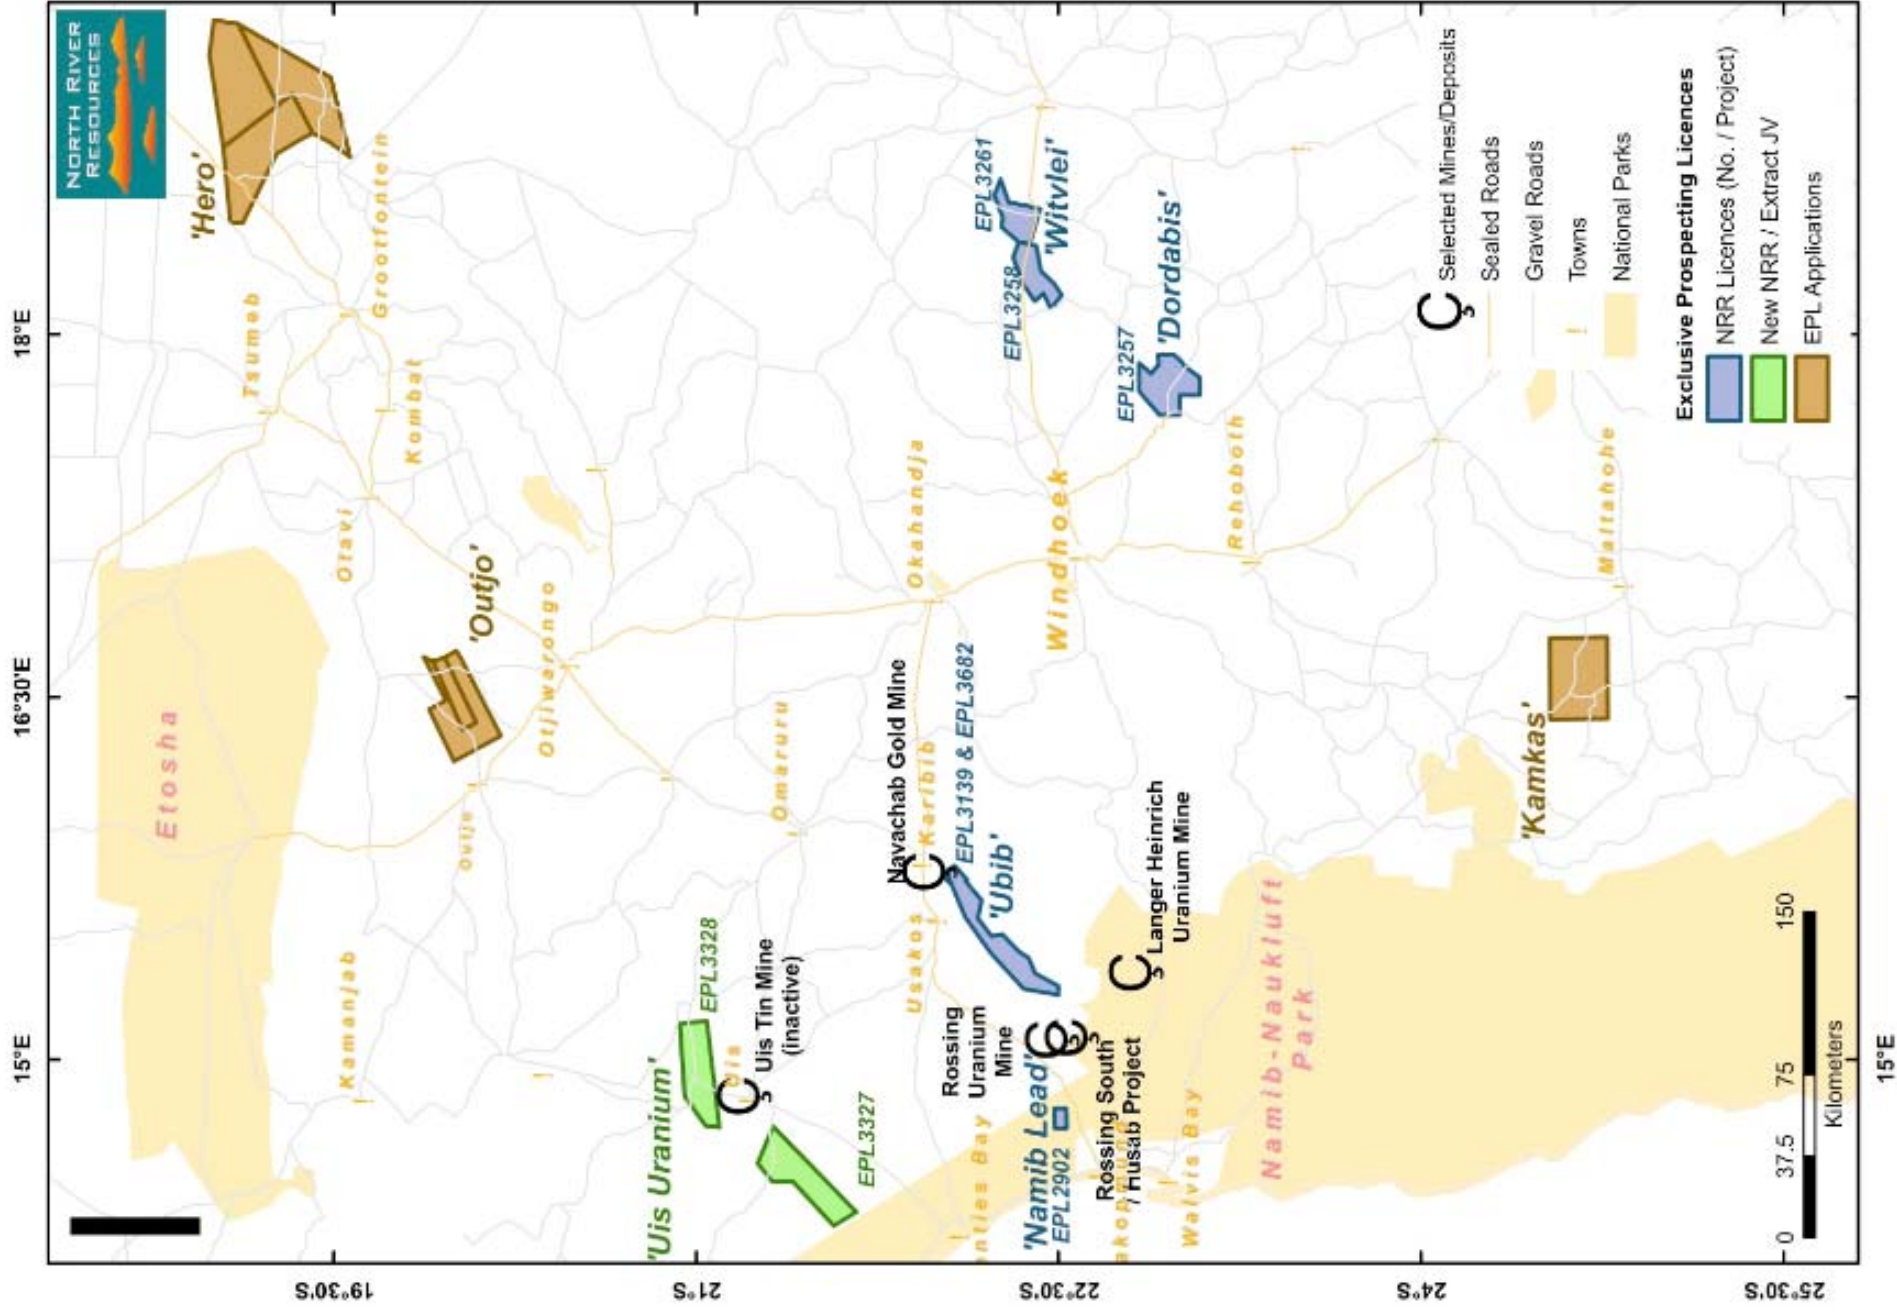 NORTH RIVER
RESOURCES
15°E
16°30'E
18°E
19°30'S
21°S
22°30'S
24°S
25°30'S
15°E
Etosha
'Hero'
Tsumeb
Grootfontein
Kombat
Otavi
'Outjo'
Outjo
Otjiwarongo
Kamanjab
'Uis Uranium'
EPL3328
Uis
Uis Tin Mine
(inactive)
EPL3327
Omaruru
Okahandja
Navachab Gold Mine
Karibib
EPL3139 & EPL3682
'Ubib'
Usakos
EPL3261
EPL3258
'Witvlei'
Windhoek
EPL3257
'Dordabis'
Rehoboth
Rossing
Uranium
Mine
nties Bay
'Namib Lead'
EPL2902
Rossing South
/ Husab Project
akopmund
Walvis Bay
Langer Heinrich
Uranium Mine
Namib-Naukluft
Park
'Kamkas'
Maltahohe
0 37.5 75 150
Kilometers
Selected Mines/Deposits
Sealed Roads
Gravel Roads
Towns
National Parks
Exclusive Prospecting Licences
NRR Licences (No. / Project)
New NRR / Extract JV
EPL Applications